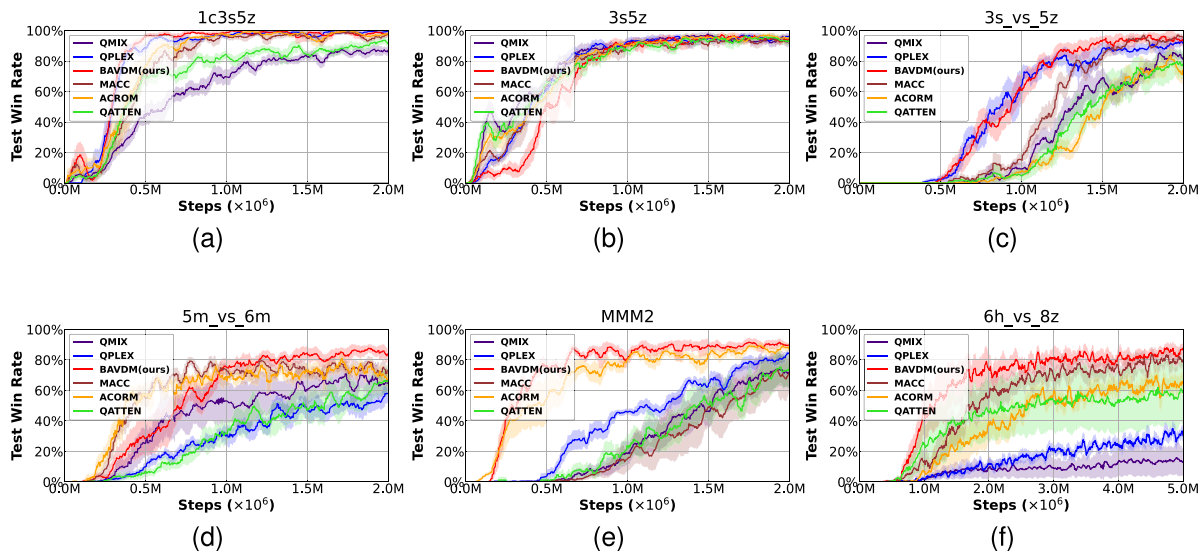 1c3s5z
100%
80%
60%
40%
20%
0%
QMIX
QPLEX
BAVDM(ours)
MACC
ACROM
QATTEN
Test Win Rate
0.0M 0.5M 1.0M 1.5M 2.0M
Steps (×10⁶)
(a)
3s5z
100%
80%
60%
40%
20%
0%
QMIX
QPLEX
BAVDM(ours)
MACC
ACORM
QATTEN
Test Win Rate
0.0M 0.5M 1.0M 1.5M 2.0M
Steps (×10⁶)
(b)
3s_vs_5z
100%
80%
60%
40%
20%
0%
QMIX
QPLEX
BAVDM(ours)
MACC
ACORM
QATTEN
Test Win Rate
0.0M 0.5M 1.0M 1.5M 2.0M
Steps (×10⁶)
(c)
5m_vs_6m
100%
80%
60%
40%
20%
0%
QMIX
QPLEX
BAVDM(ours)
MACC
ACORM
QATTEN
Test Win Rate
0.0M 0.5M 1.0M 1.5M 2.0M
Steps (×10⁶)
(d)
MMM2
100%
80%
60%
40%
20%
0%
QMIX
QPLEX
BAVDM(ours)
MACC
ACORM
QATTEN
Test Win Rate
0.0M 0.5M 1.0M 1.5M 2.0M
Steps (×10⁶)
(e)
6h_vs_8z
100%
80%
60%
40%
20%
0%
QMIX
QPLEX
BAVDM(ours)
MACC
ACORM
QATTEN
Test Win Rate
0.0M 1.0M 2.0M 3.0M 4.0M 5.0M
Steps (×10⁶)
(f)